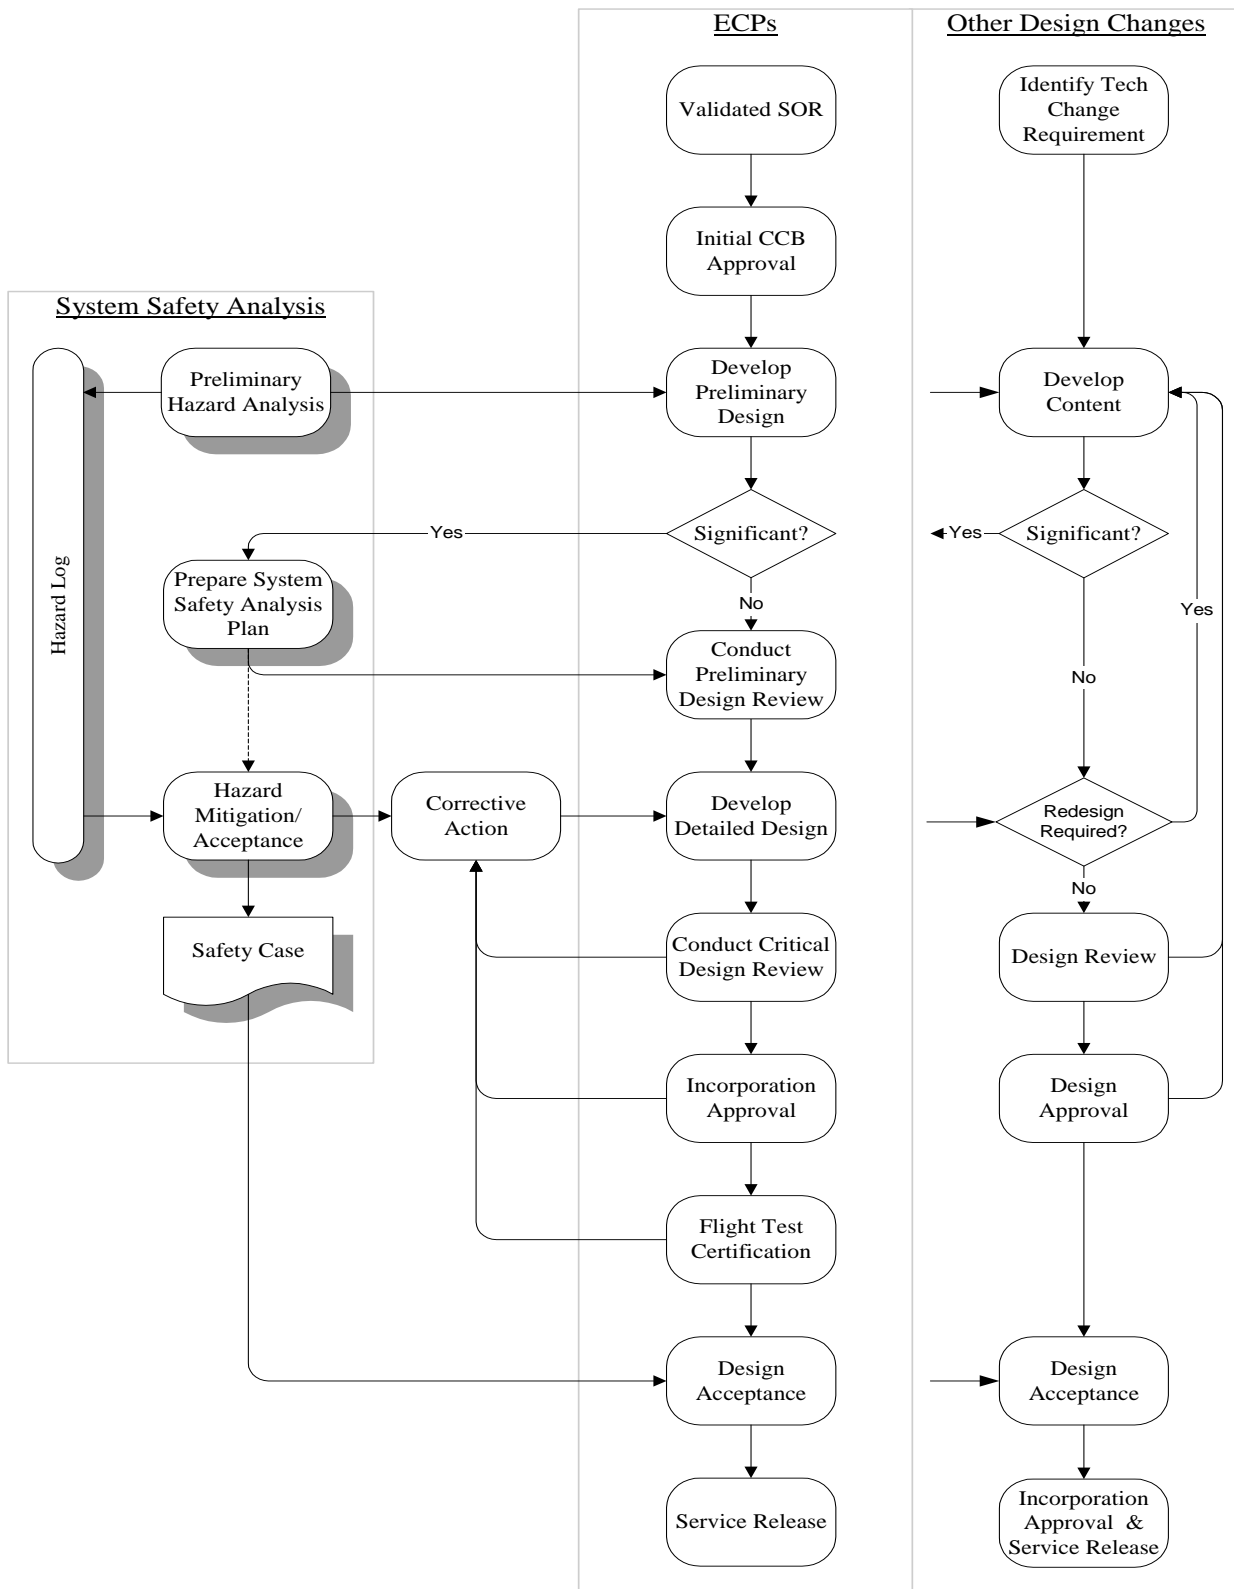 ECPs
Other Design Changes
Validated SOR
Identify Tech
Change
Requirement
Initial CCB
Approval
System Safety Analysis
Hazard Log
Preliminary
Hazard Analysis
Develop
Preliminary
Design
Develop
Content
Yes
Significant?
Yes
Significant?
Prepare System
Safety Analysis
Plan
No
Yes
Conduct
Preliminary
Design Review
No
Hazard
Mitigation/
Acceptance
Corrective
Action
Develop
Detailed Design
Redesign
Required?
No
Safety Case
Conduct Critical
Design Review
Design Review
Incorporation
Approval
Design
Approval
Flight Test
Certification
Design
Acceptance
Design
Acceptance
Service Release
Incorporation
Approval &
Service Release